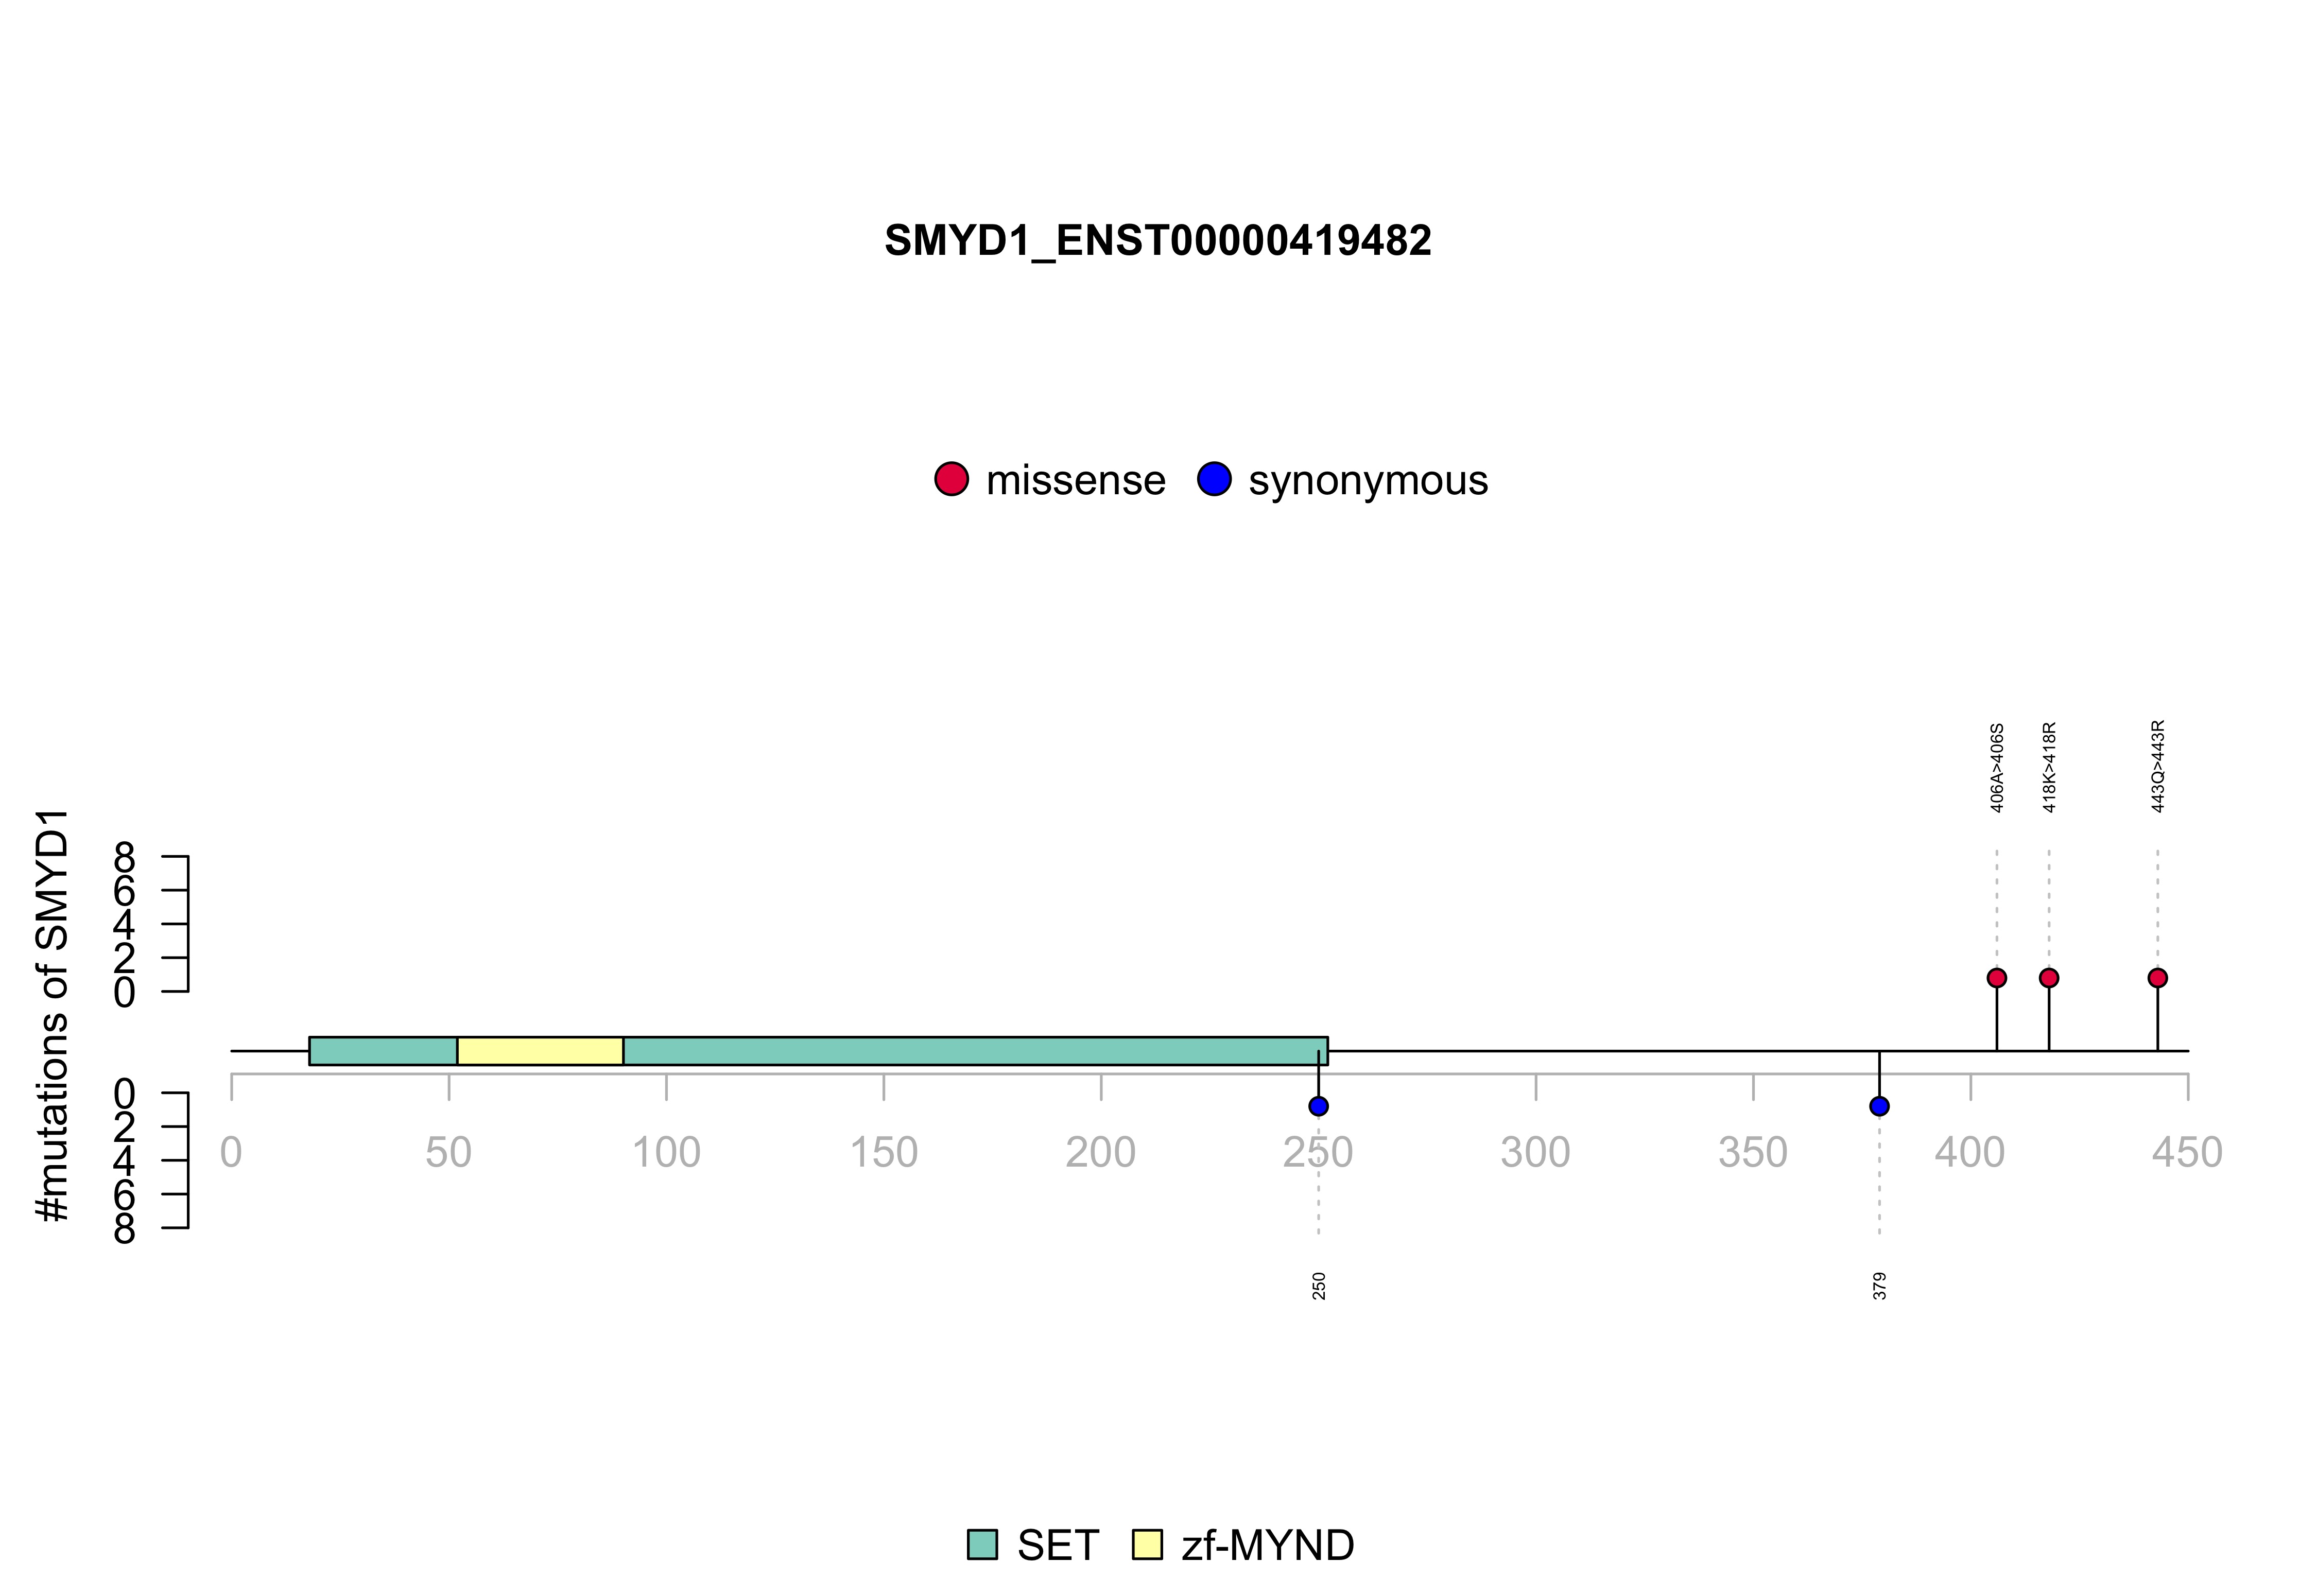 SMYD1_ENST00000419482
missense synonymous
406A>406S
418K>418R
443Q>443R
#mutations of SMYD1
8
6
4
2
0
0
2
4
6
8
0 50 100 150 200 250 300 350 400 450
250
379
SET zf-MYND